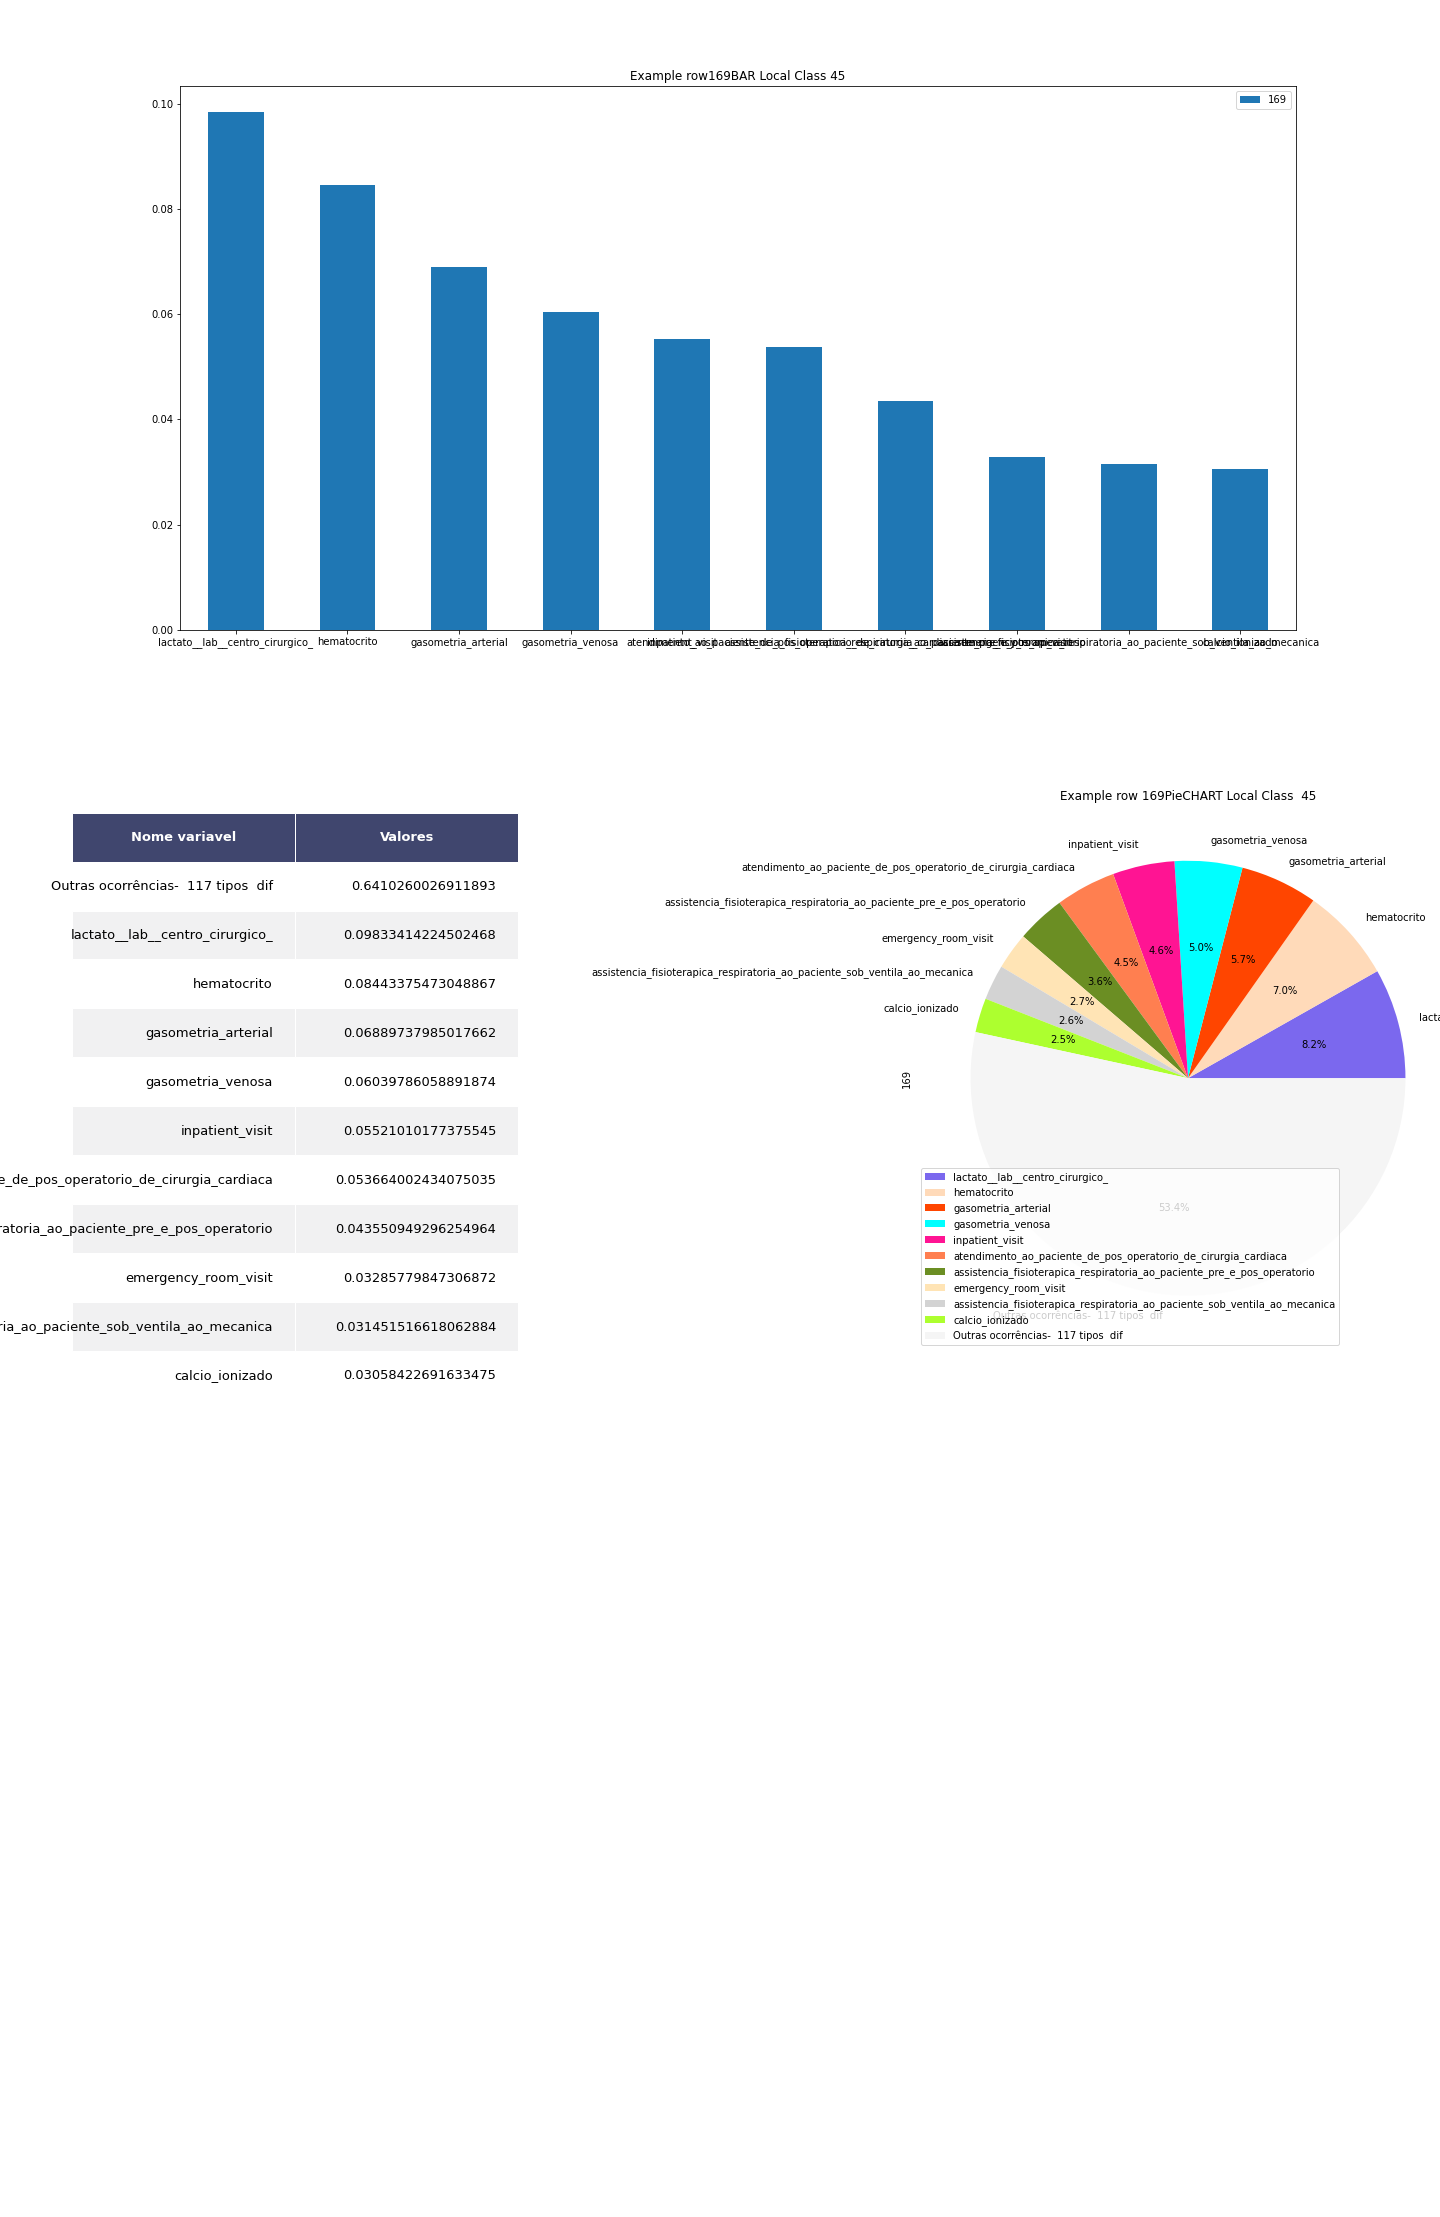 Example row169BAR Local Class 45
169
0.10
0.08
0.06
0.04
0.02
0.00
lactato__lab__centro_cirurgico_
hematocrito
gasometria_arterial
gasometria_venosa
Example row 169PieCHART Local Class  45
Nome variavel Valores
Outras ocorrências-  117 tipos  dif 0.6410260026911893
lactato__lab__centro_cirurgico_ 0.09833414224502468
hematocrito 0.08443375473048867
gasometria_arterial 0.06889737985017662
gasometria_venosa 0.06039786058891874
inpatient_visit 0.05521010177375545
e_de_pos_operatorio_de_cirurgia_cardiaca 0.053664002434075035
ratoria_ao_paciente_pre_e_pos_operatorio 0.043550949296254964
emergency_room_visit 0.03285779847306872
ria_ao_paciente_sob_ventila_ao_mecanica 0.031451516618062884
calcio_ionizado 0.03058422691633475
gasometria_venosa
inpatient_visit
gasometria_arterial
atendimento_ao_paciente_de_pos_operatorio_de_cirurgia_cardiaca
assistencia_fisioterapica_respiratoria_ao_paciente_pre_e_pos_operatorio
hematocrito
emergency_room_visit
assistencia_fisioterapica_respiratoria_ao_paciente_sob_ventila_ao_mecanica
calcio_ionizado
lacta
8.2%
7.0%
5.7%
5.0%
4.6%
4.5%
3.6%
2.7%
2.6%
2.5%
53.4%
169
Outras ocorrências-  117 tipos  dif
lactato__lab__centro_cirurgico_
hematocrito
gasometria_arterial
gasometria_venosa
inpatient_visit
atendimento_ao_paciente_de_pos_operatorio_de_cirurgia_cardiaca
assistencia_fisioterapica_respiratoria_ao_paciente_pre_e_pos_operatorio
emergency_room_visit
assistencia_fisioterapica_respiratoria_ao_paciente_sob_ventila_ao_mecanica
calcio_ionizado
Outras ocorrências-  117 tipos  dif